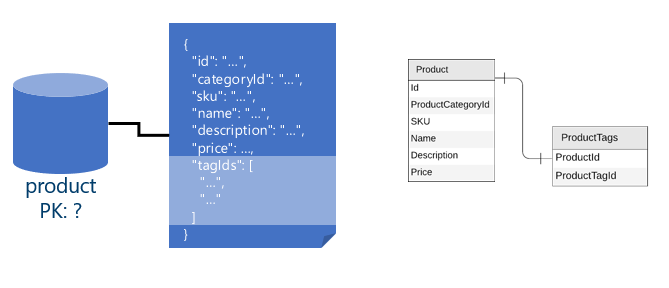 product
PK: ?
{
"id": "...",
"categoryId": "...",
"sku": "...",
"name": "...",
"description": "...",
"price": ...,
"tagIds": [
"...",
"..."
]
}
Product
Id
ProductCategoryId
SKU
Name
Description
Price
ProductTags
ProductId
ProductTagId